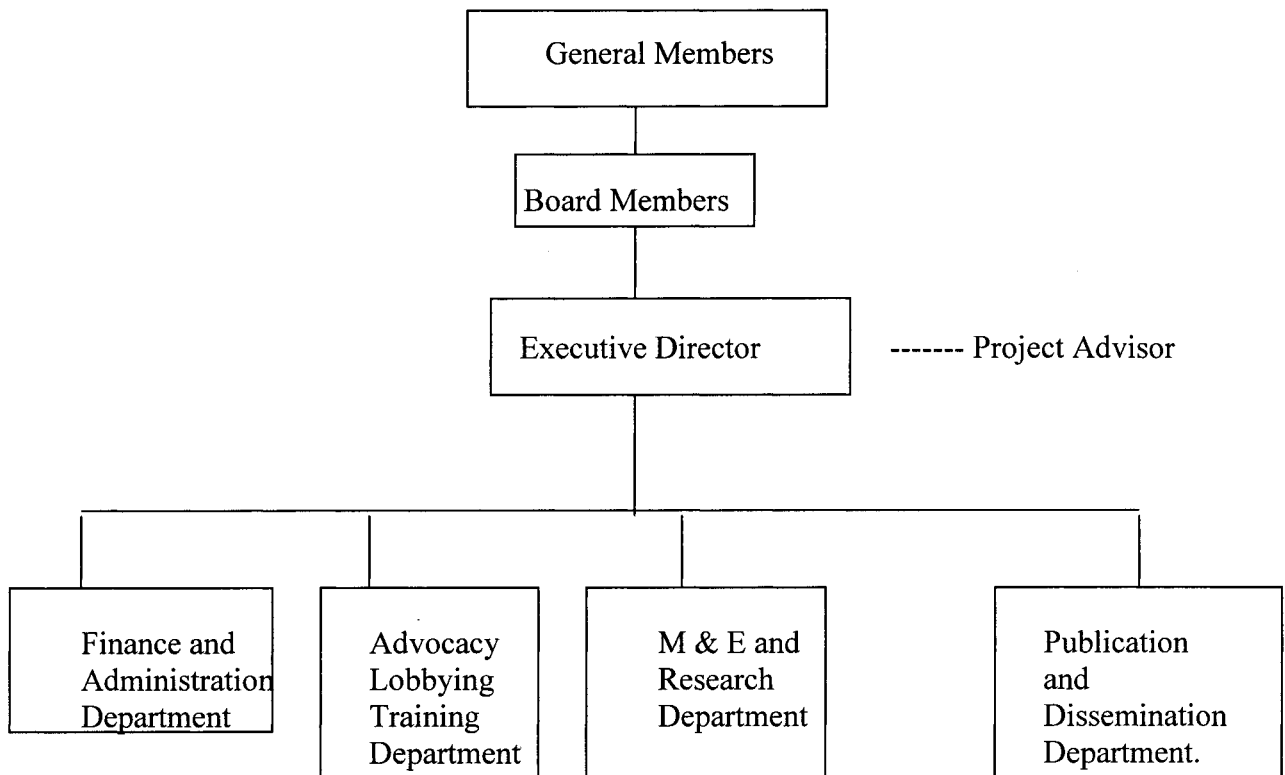 General Members
Board Members
Executive Director
------- Project Advisor
Finance and
Administration
Department
Advocacy
Lobbying
Training
Department
M & E and
Research
Department
Publication
and
Dissemination
Department.